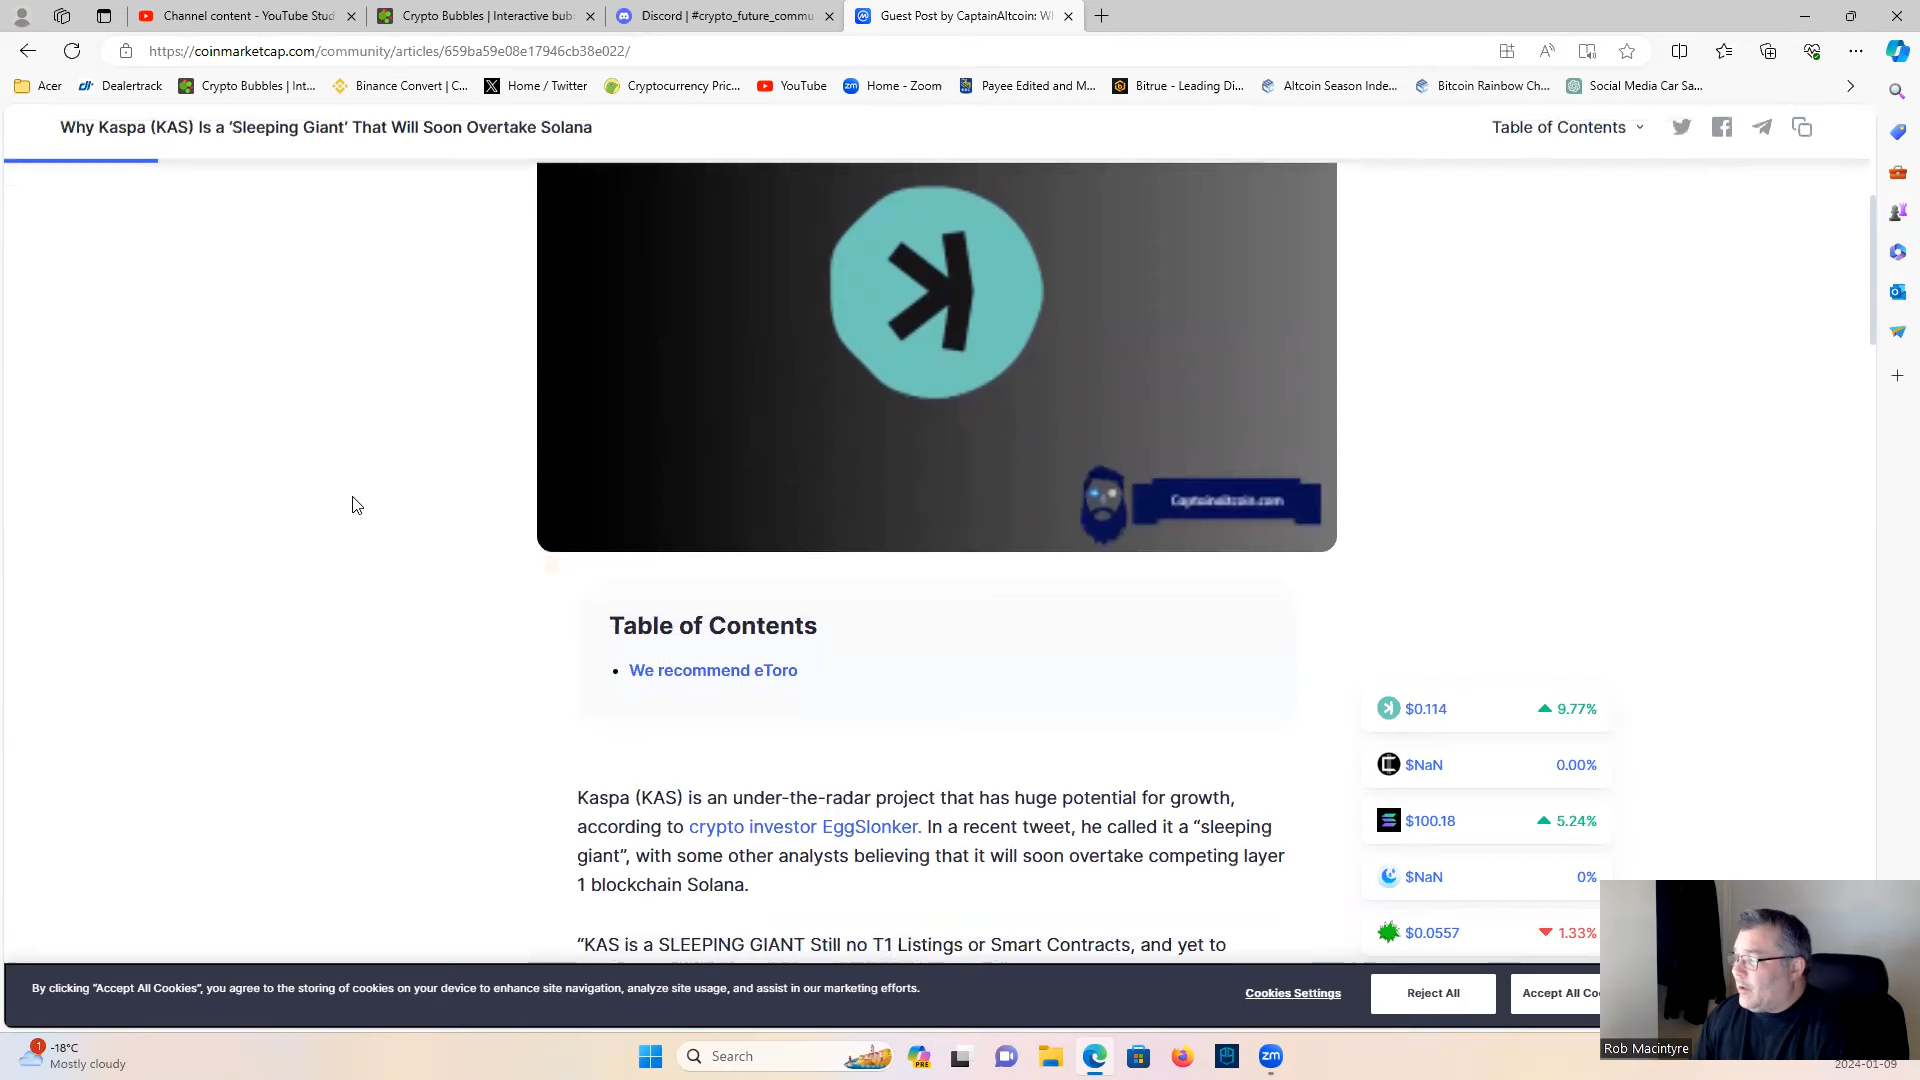 Channel content - YouTube Stud
Crypto Bubbles | Interactive bub
Discord | #crypto_future_commu
Guest Post by CaptainAltcoin: Wh
https://coinmarketcap.com/community/articles/659ba59e08e17946cb38e022/
Acer
Dealertrack
Crypto Bubbles | Int...
Binance Convert | C...
Home / Twitter
Cryptocurrency Pric...
YouTube
Home - Zoom
Payee Edited and M...
Bitrue - Leading Di...
Altcoin Season Inde...
Bitcoin Rainbow Ch...
Social Media Car Sa...
Why Kaspa (KAS) Is a ‘Sleeping Giant’ That Will Soon Overtake Solana
Table of Contents
Captainaltcoin.com
Table of Contents
• We recommend eToro
$0.114 9.77%
$NaN 0.00%
$100.18 5.24%
$NaN 0%
$0.0557 1.33%
Kaspa (KAS) is an under-the-radar project that has huge potential for growth,
according to crypto investor EggSlonker. In a recent tweet, he called it a “sleeping
giant”, with some other analysts believing that it will soon overtake competing layer
1 blockchain Solana.
“KAS is a SLEEPING GIANT Still no T1 Listings or Smart Contracts, and yet to
By clicking “Accept All Cookies”, you agree to the storing of cookies on your device to enhance site navigation, analyze site usage, and assist in our marketing efforts.
Cookies Settings
Reject All
Accept All Co
Rob Macintyre
1
-18°C
Mostly cloudy
Search
PRE
zm
2024-01-09